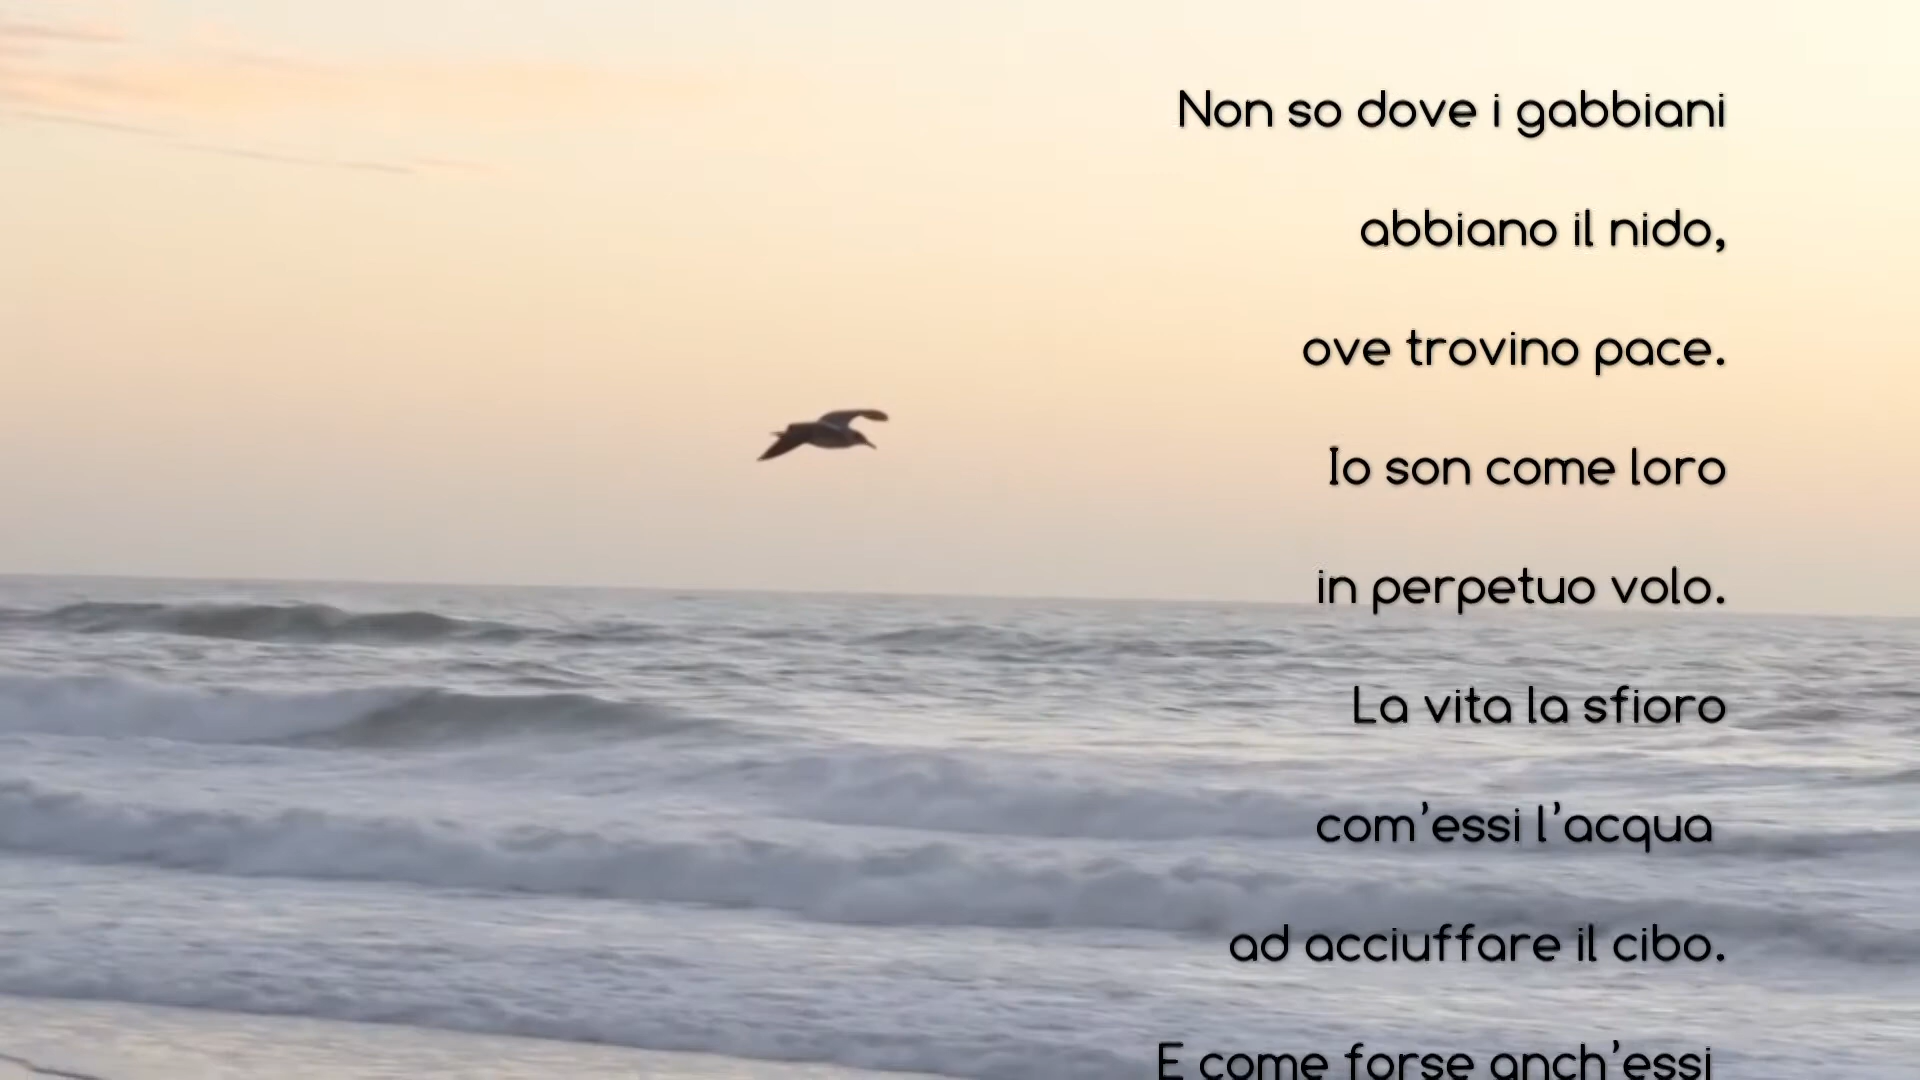 Non so dove i gabbiani
abbiano il nido,
ove trovino pace.
Io son come loro
in perpetuo volo.
La vita la sfioro
com’essi l’acqua
ad acciuffare il cibo.
E come forse anch’essi